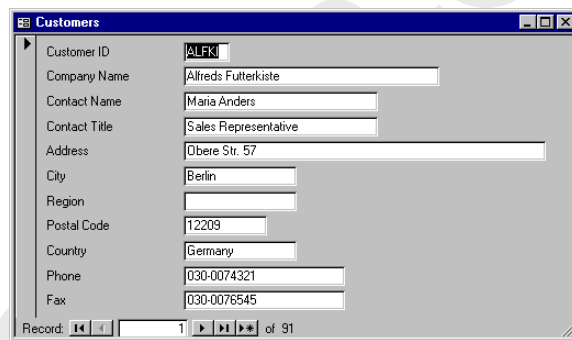 Customers
Customer ID ALFKI
Company Name Alfreds Futterkiste
Contact Name Maria Anders
Contact Title Sales Representative
Address Obere Str. 57
City Berlin
Region
Postal Code 12209
Country Germany
Phone 030-0074321
Fax 030-0076545
Record: 1 of 91